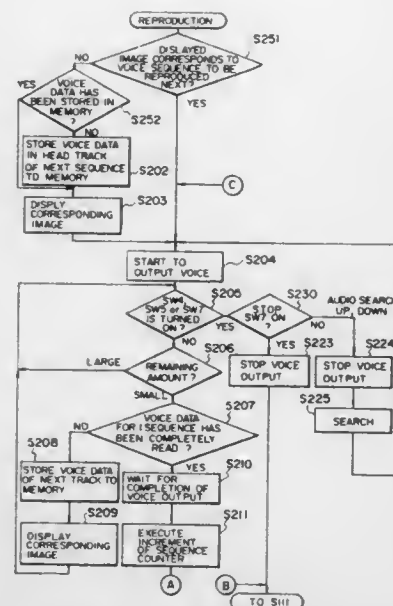 REPRODUCTION
S251
DISLAYED
IMAGE CORRESPONDS TO
VOICE SEQUENCE TO BE
REPRODUCED
NEXT ?
NO
YES
YES
VOICE
DATA HAS
BEEN STORED IN
MEMORY
?
S252
NO
STORE VOICE DATA
IN HEAD TRACK
OF NEXT SEQUENCE
TO MEMORY
S202
S203
DISPLAY
CORRESPONDING
IMAGE
C
START TO
OUTPUT VOICE
S204
S205
SW4,
SW5 or SW7
IS TURNED
ON ?
YES
NO
S230
STOP
SW7 ON
?
NO
YES
AUDIO SEARCH
UP, DOWN
S206
REMAINING
AMOUNT ?
LARGE
SMALL
S223
STOP VOICE
OUTPUT
S224
STOP VOICE
OUTPUT
S225
SEARCH
S207
VOICE DATA
FOR 1 SEQUENCE HAS
BEEN COMPLETELY
READ ?
NO
YES
S208
STORE VOICE DATA
OF NEXT TRACK TO
MEMORY
S210
WAIT FOR
COMPLETION OF
VOICE OUTPUT
S209
DISPLAY
CORRESPONDING
IMAGE
S211
EXECUTE
INCREMENT
OF SEQUENCE
COUNTER
A
B
TO S111